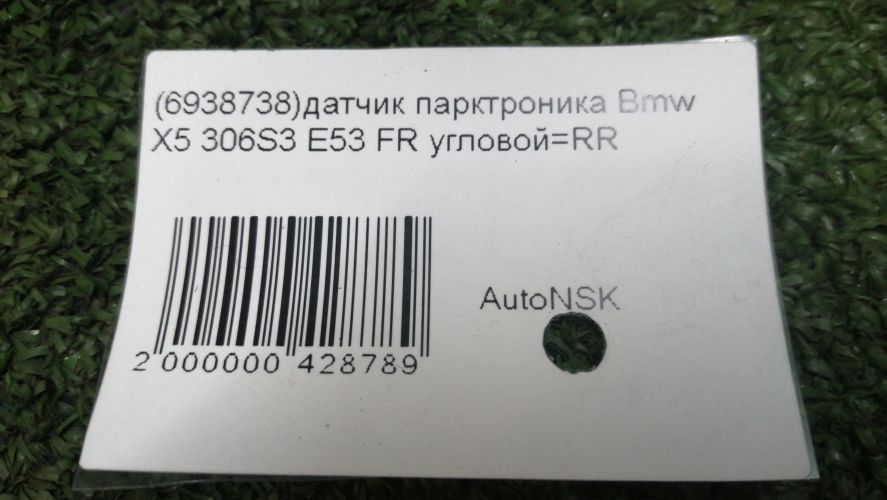 (6938738)датчик парктроника Bmw
X5 306S3 E53 FR угловой=RR
AutoNSK
2 000000 428789